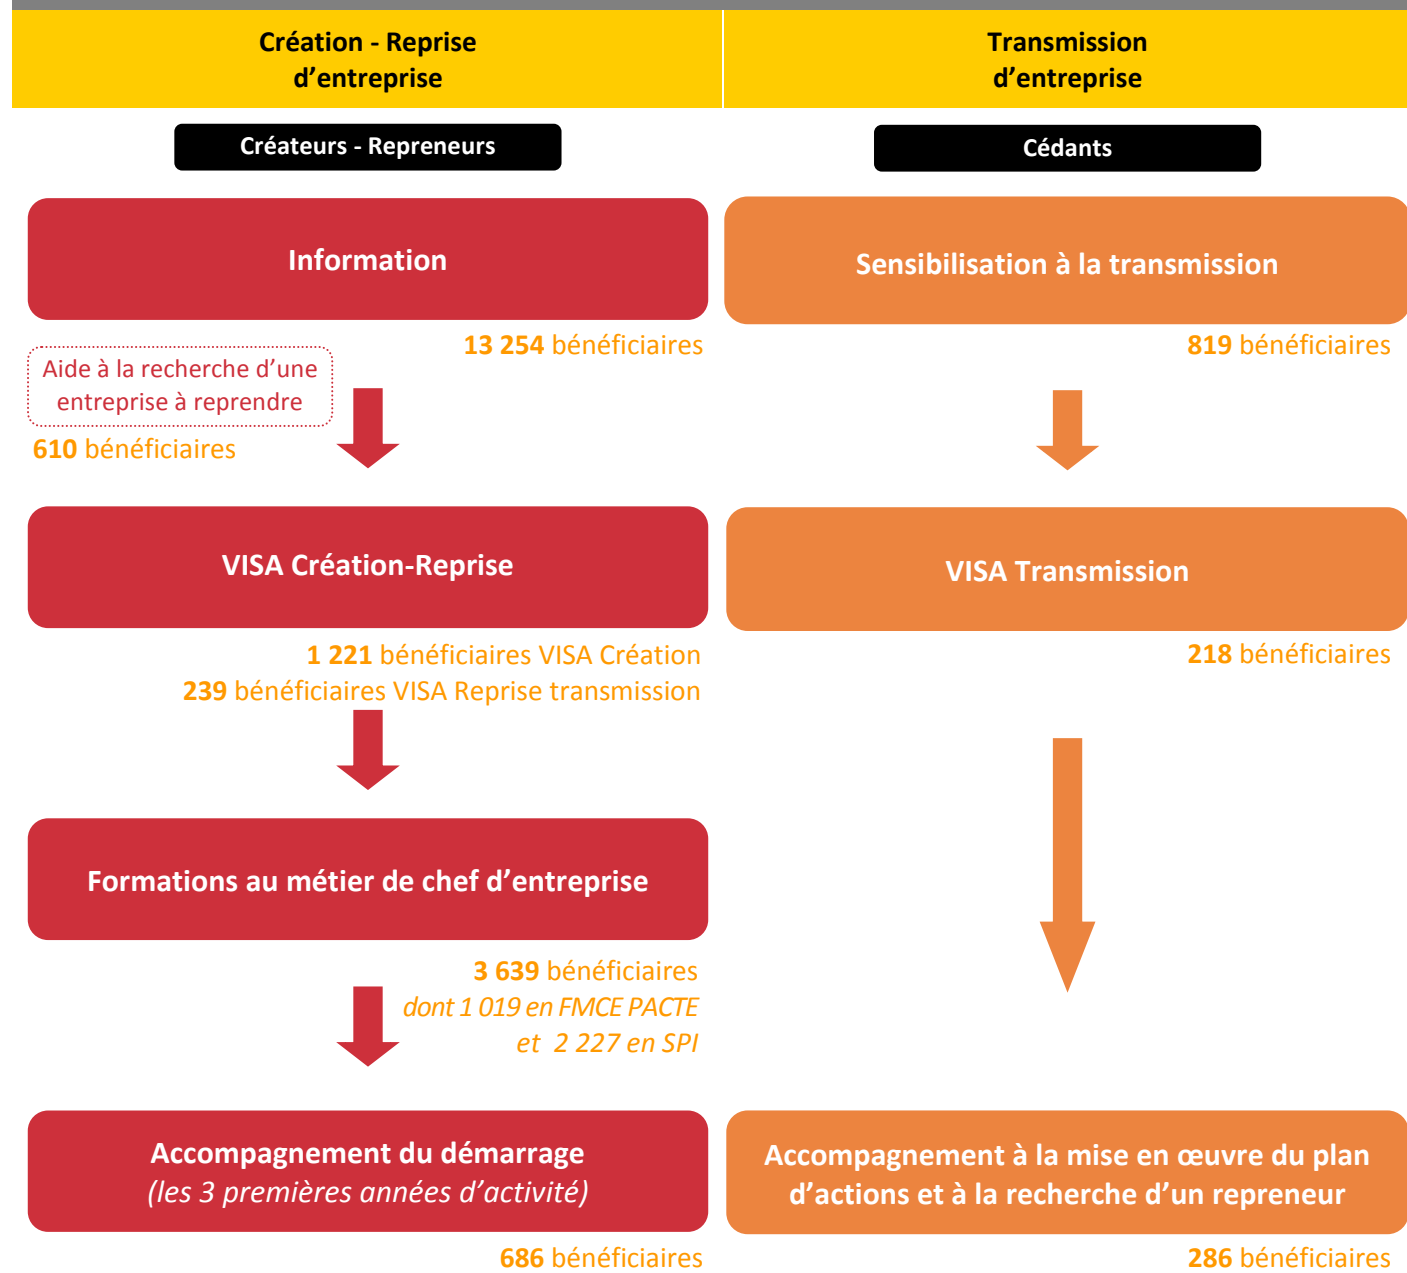 Création - Reprise
d'entreprise
Créateurs - Repreneurs
Information
13 254 bénéficiaires
Aide à la recherche d'une
entreprise à reprendre
610 bénéficiaires
VISA Création-Reprise
1 221 bénéficiaires VISA Création
239 bénéficiaires VISA Reprise transmission
Formations au métier de chef d'entreprise
3 639 bénéficiaires
dont 1 019 en FMCE PACTE
et 2 227 en SPI
Accompagnement du démarrage
(les 3 premières années d'activité)
686 bénéficiaires
Transmission
d'entreprise
Cédants
Sensibilisation à la transmission
819 bénéficiaires
VISA Transmission
218 bénéficiaires
Accompagnement à la mise en œuvre du plan
d'actions et à la recherche d'un repreneur
286 bénéficiaires